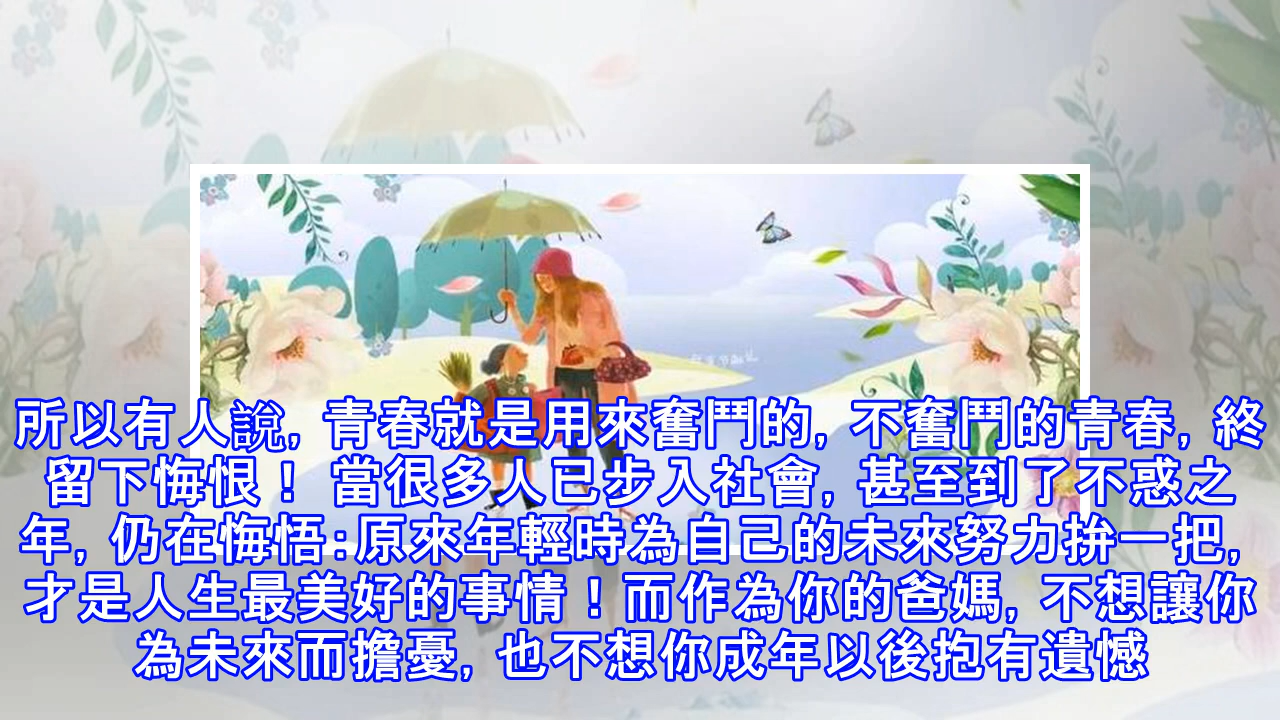 所以有人說, 青春就是用來奮鬥的, 不奮鬥的青春, 終
留下悔恨！ 當很多人已步入社會, 甚至到了不惑之
年, 仍在悔悟:原來年輕時為自己的未來努力拚一把,
才是人生最美好的事情！而作為你的爸媽, 不想讓你
為未來而擔憂, 也不想你成年以後抱有遺憾